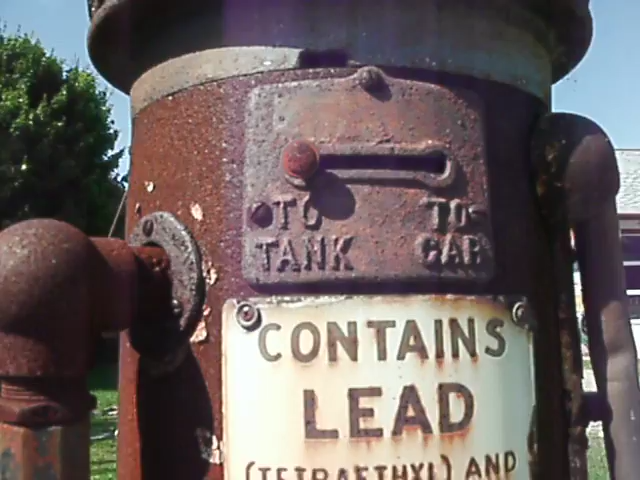 TO TO
TANK CAR
CONTAINS
LEAD
(TETRAETHYL) AND